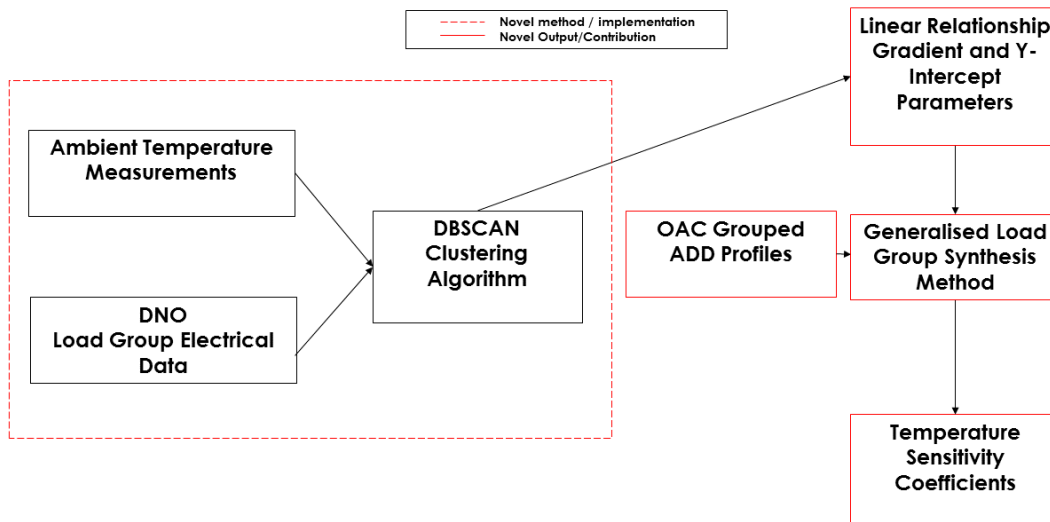 Novel method / implementation
Novel Output/Contribution
Linear Relationship
Gradient and Y-
Intercept
Parameters
Ambient Temperature
Measurements
DBSCAN
Clustering
Algorithm
OAC Grouped
ADD Profiles
Generalised Load
Group Synthesis
Method
DNO
Load Group Electrical
Data
Temperature
Sensitivity
Coefficients